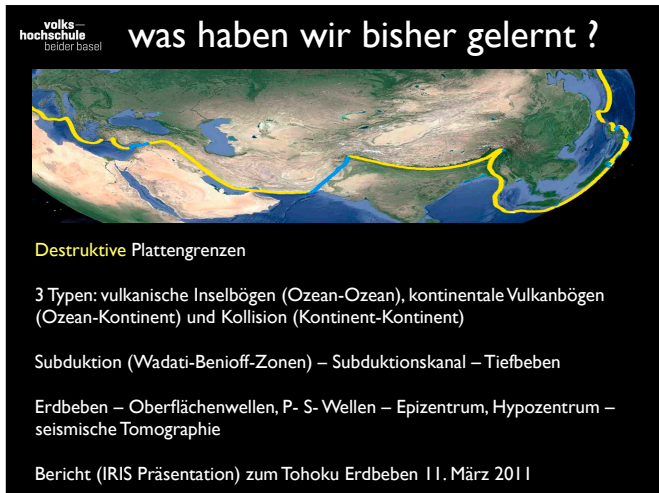 volks—
hochschule
beider basel
was haben wir bisher gelernt ?
Destruktive Plattengrenzen
3 Typen: vulkanische Inselbögen (Ozean-Ozean), kontinentale Vulkanbögen
(Ozean-Kontinent) und Kollision (Kontinent-Kontinent)
Subduktion (Wadati-Benioff-Zonen) – Subduktionskanal – Tiefbeben
Erdbeben – Oberflächenwellen, P- S- Wellen – Epizentrum, Hypozentrum –
seismische Tomographie
Bericht (IRIS Präsentation) zum Tohoku Erdbeben 11. März 2011